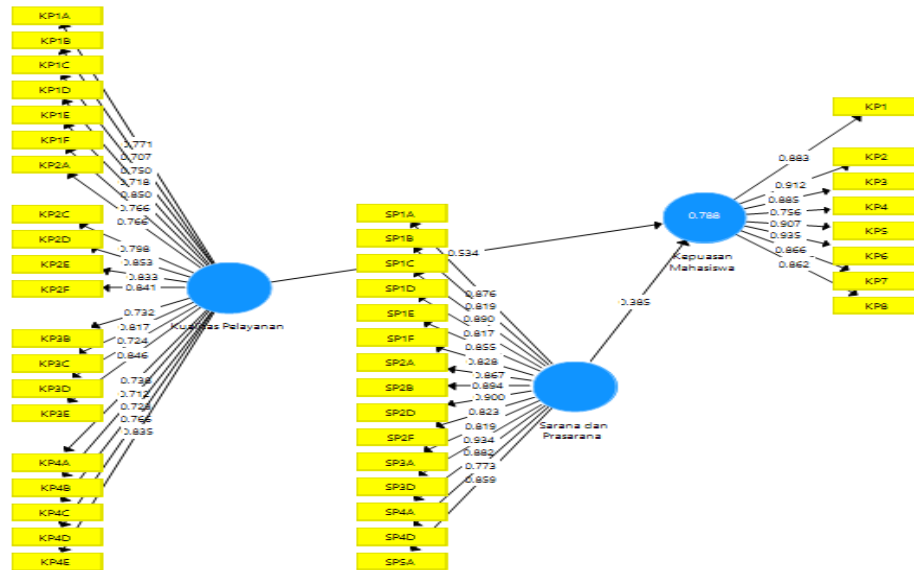 KP1A
KP1B
KP1C
KP1D
KP1E
KP1F
KP2A
KP2C
KP2D
KP2E
KP2F
KP3B
KP3C
KP3D
KP3E
KP4A
KP4B
KP4C
KP4D
KP4E
0.771
0.707
0.750
0.718
0.850
0.766
0.766
0.798
0.853
0.833
0.841
0.732
0.817
0.724
0.846
0.738
0.712
0.728
0.766
0.835
Kualitas Pelayanan
SP1A
SP1B
SP1C
SP1D
SP1E
SP1F
SP2A
SP2B
SP2D
SP2F
SP3A
SP3D
SP4A
SP4D
SP5A
0.534
0.876
0.819
0.890
0.817
0.855
0.828
0.867
0.894
0.900
0.823
0.819
0.934
0.882
0.773
0.859
Sarana dan
Prasarana
0.385
0.788
Kepuasan
Mahasiswa
0.883
0.912
0.885
0.756
0.907
0.935
0.866
0.862
KP1
KP2
KP3
KP4
KP5
KP6
KP7
KP8